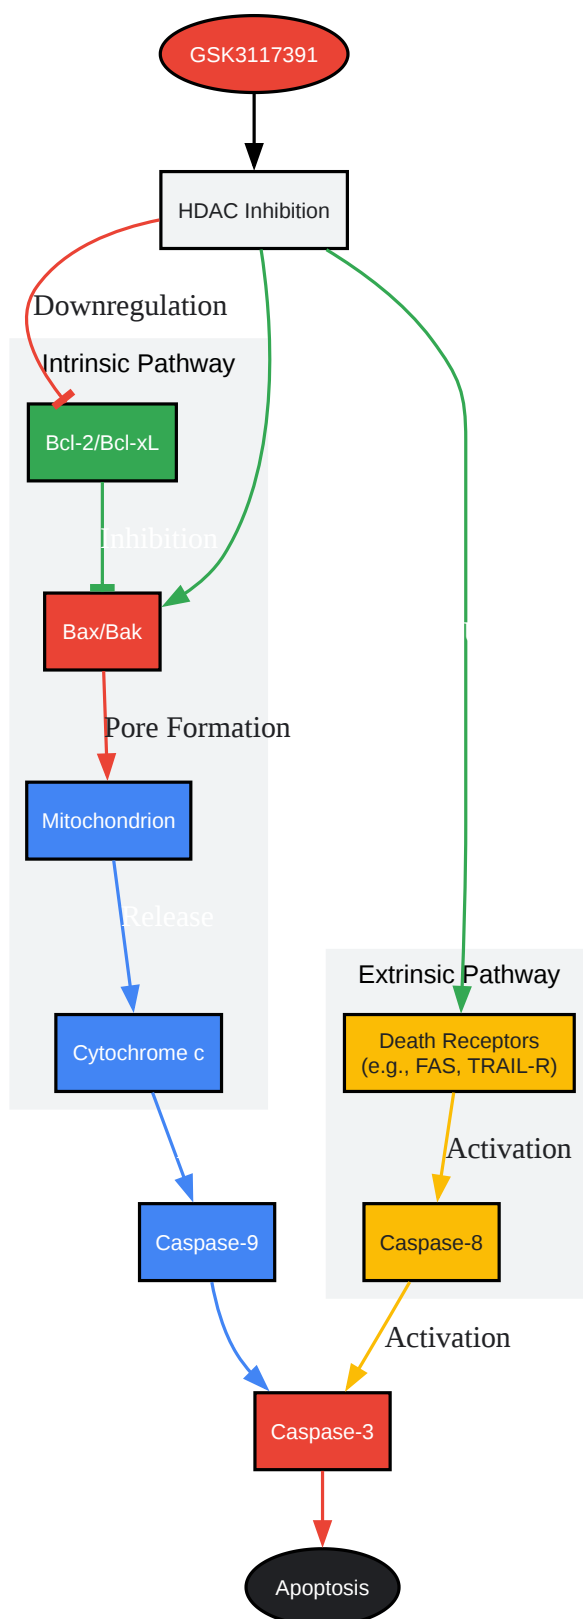 GSK3117391
HDAC Inhibition
Downregulation
Intrinsic Pathway
Bcl-2/Bcl-xL
Inhibition
Bax/Bak
Pore Formation
Mitochondrion
Release
Extrinsic Pathway
Cytochrome c
Death Receptors
(e.g., FAS, TRAIL-R)
Activation
Caspase-9
Caspase-8
Activation
Caspase-3
Apoptosis